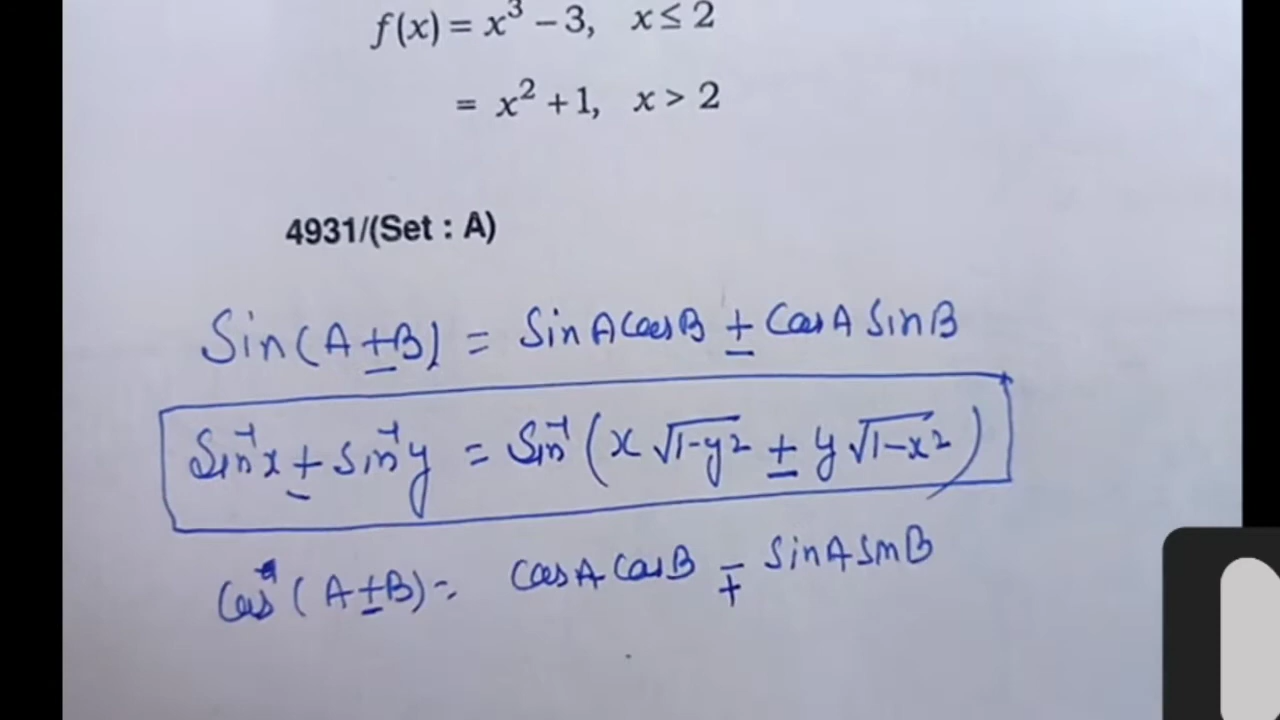 f(x) = x³ – 3, x ≤ 2
= x² + 1, x > 2
4931/(Set : A)
Sin(A±B) = SinA CosB ± CosA SinB
Sin⁻¹x ± Sin⁻¹y = Sin⁻¹(x √1-y² ± y √1-x²)
Cos (A±B) = CosA CosB ∓ SinA SinB